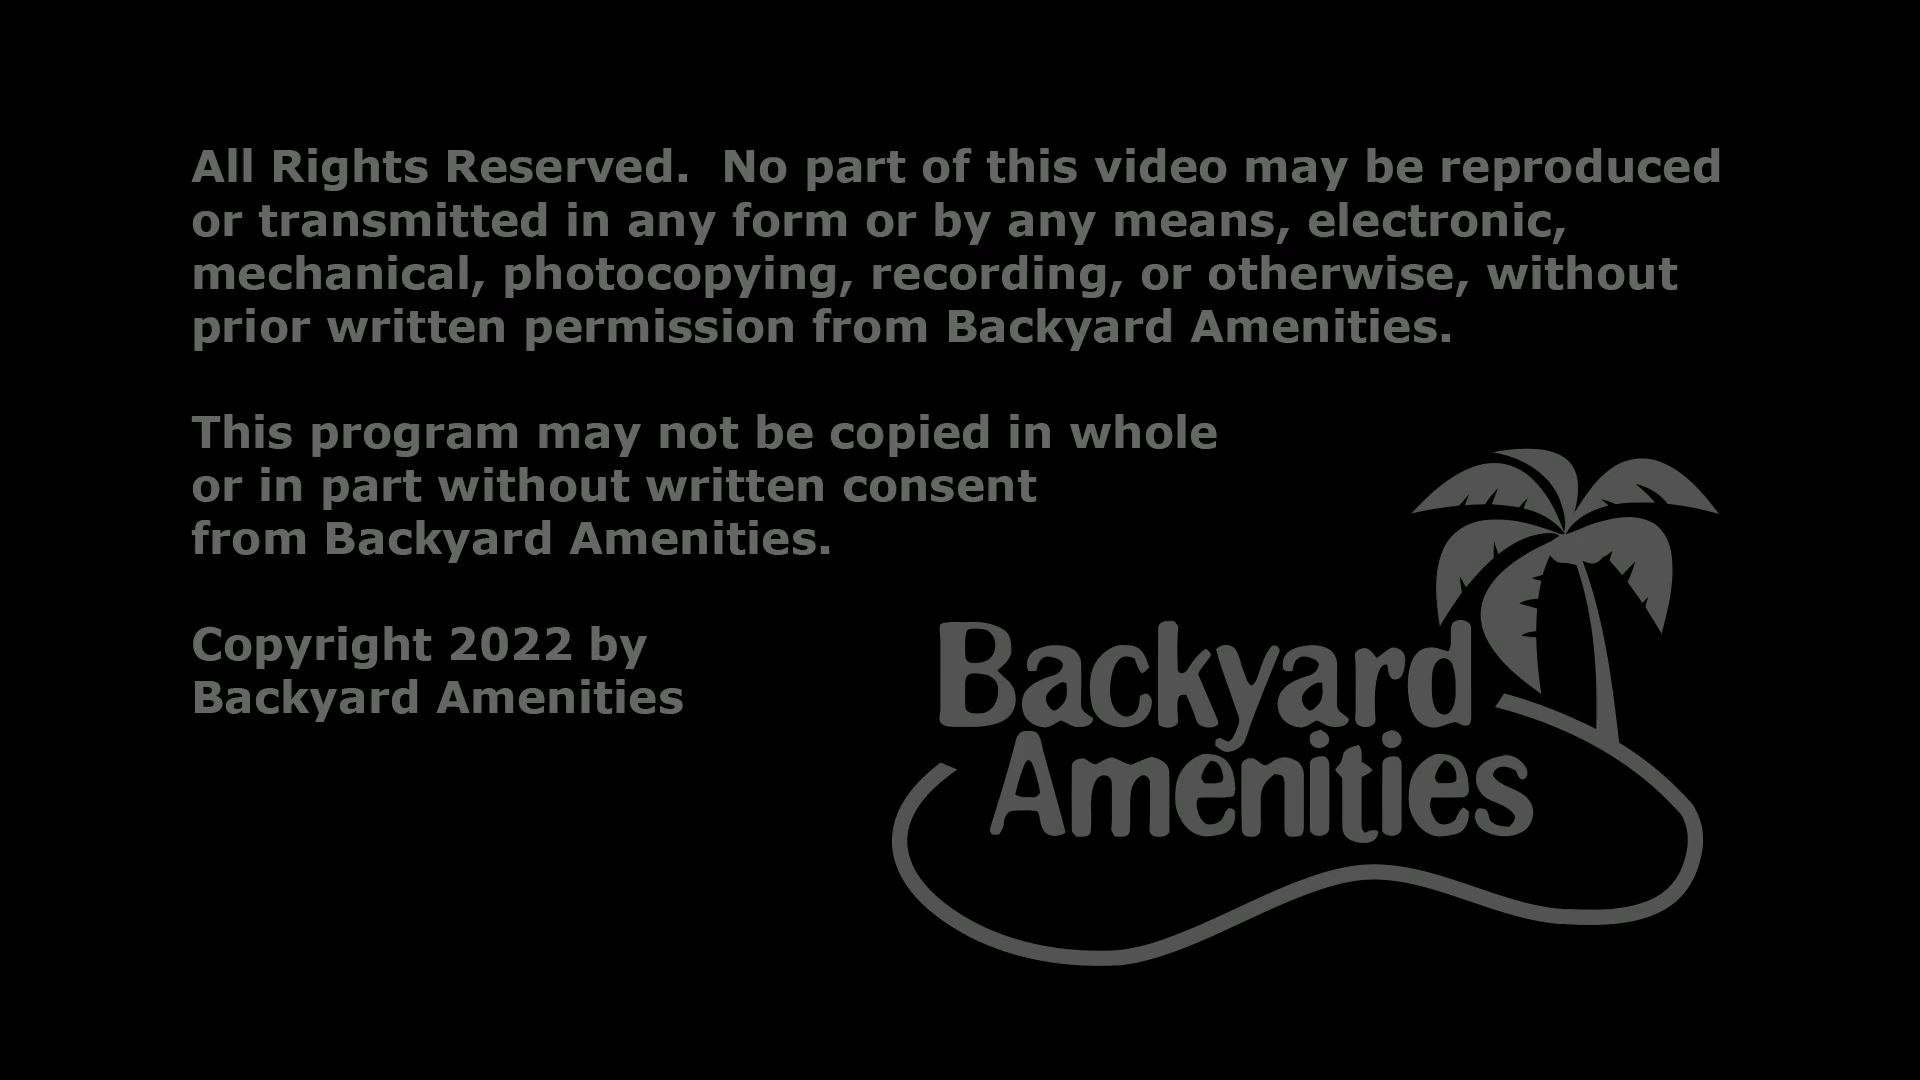 All Rights Reserved.  No part of this video may be reproduced
or transmitted in any form or by any means, electronic,
mechanical, photocopying, recording, or otherwise, without
prior written permission from Backyard Amenities.
This program may not be copied in whole
or in part without written consent
from Backyard Amenities.
Copyright 2022 by
Backyard Amenities
Backyard
Amenities